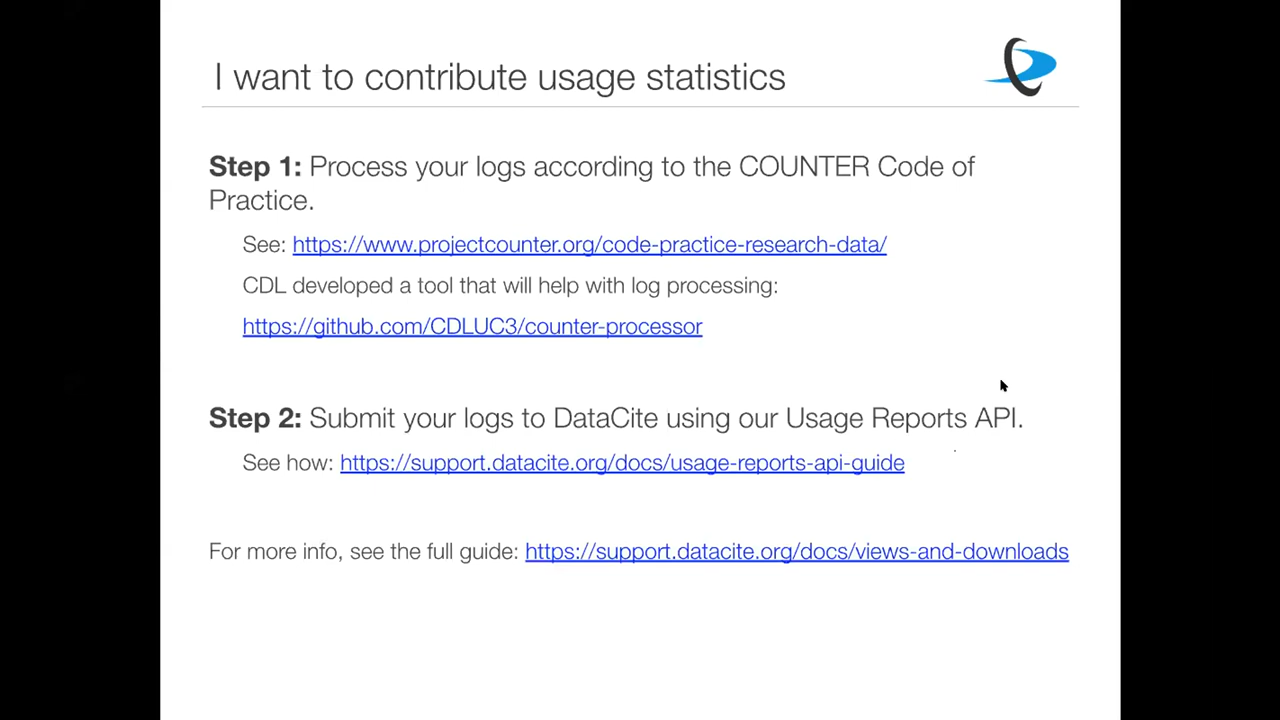 I want to contribute usage statistics
Step 1: Process your logs according to the COUNTER Code of
Practice.
See: https://www.projectcounter.org/code-practice-research-data/
CDL developed a tool that will help with log processing:
https://github.com/CDLUC3/counter-processor
Step 2: Submit your logs to DataCite using our Usage Reports API.
See how: https://support.datacite.org/docs/usage-reports-api-guide
For more info, see the full guide: https://support.datacite.org/docs/views-and-downloads